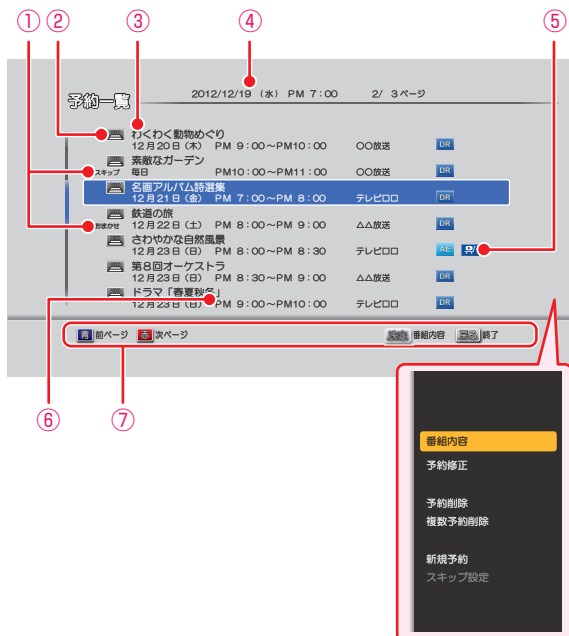 ① ② ③ ④ ⑤
予約一覧 2012/12/19 (水) PM 7:00 2/ 3ページ
わくわく動物めぐり
12月20日(木) PM 9:00～PM10:00 〇〇放送 DR
素敵なガーデン
スキップ 毎日 PM10:00～PM11:00 〇〇放送 DR
名画アルバム詩選集
12月21日(金) PM 7:00～PM 8:00 テレビ□□ DR
鉄道の旅
おまかせ 12月22日(土) PM 8:00～PM 9:00 △△放送 DR
さわやかな自然風景
12月23日(日) PM 8:00～PM 8:30 テレビ□□ AE
第8回オーケストラ
12月23日(日) PM 8:30～PM 9:00 △△放送 DR
ドラマ「春夏秋冬」
12月23日(日) PM 9:00～PM10:00 テレビ□□ DR
青 前ページ 赤 次ページ 決定 番組内容 戻る 終了
⑥ ⑦
番組内容
予約修正
予約削除
複数予約削除
新規予約
スキップ設定